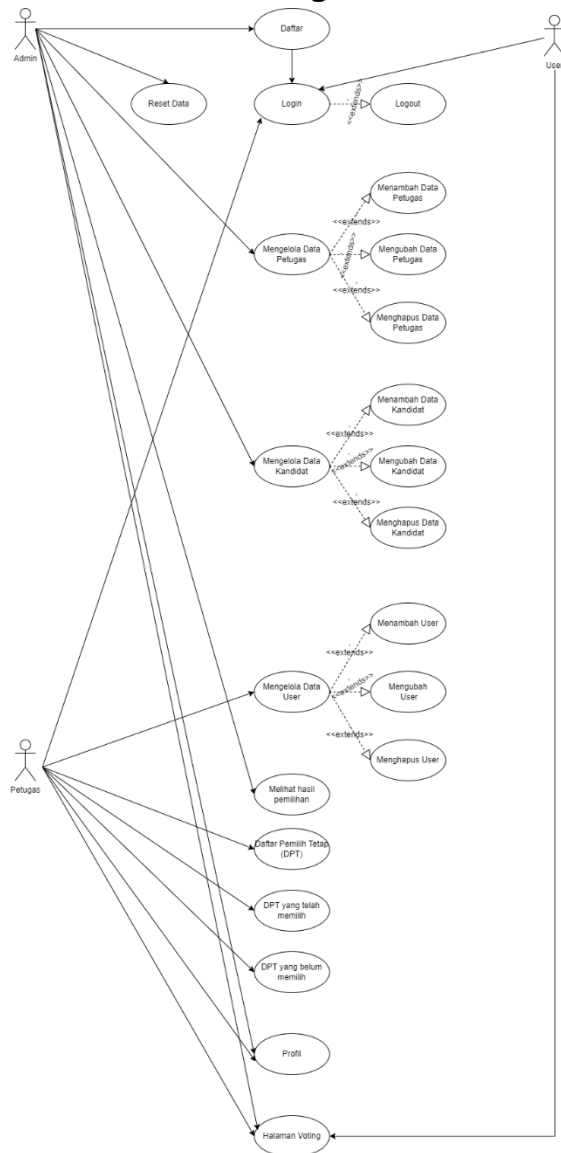 Daftar
Admin
User
Reset Data
Login
<<extends>>
Logout
Menambah Data
Petugas
<<extends>>
Mengelola Data
Petugas
<<extends>>
Mengubah Data
Petugas
<<extends>>
Menghapus Data
Petugas
Menambah Data
Kandidat
<<extends>>
Mengelola Data
Kandidat
<<extends>>
Mengubah Data
Kandidat
<<extends>>
Menghapus Data
Kandidat
Menambah User
<<extends>>
Mengelola Data
User
<<extends>>
Mengubah
User
<<extends>>
Menghapus User
Petugas
Melihat hasil
pemilihan
Daftar Pemilih Tetap
(DPT)
DPT yang telah
memilih
DPT yang belum
memilih
Profil
Halaman Voting